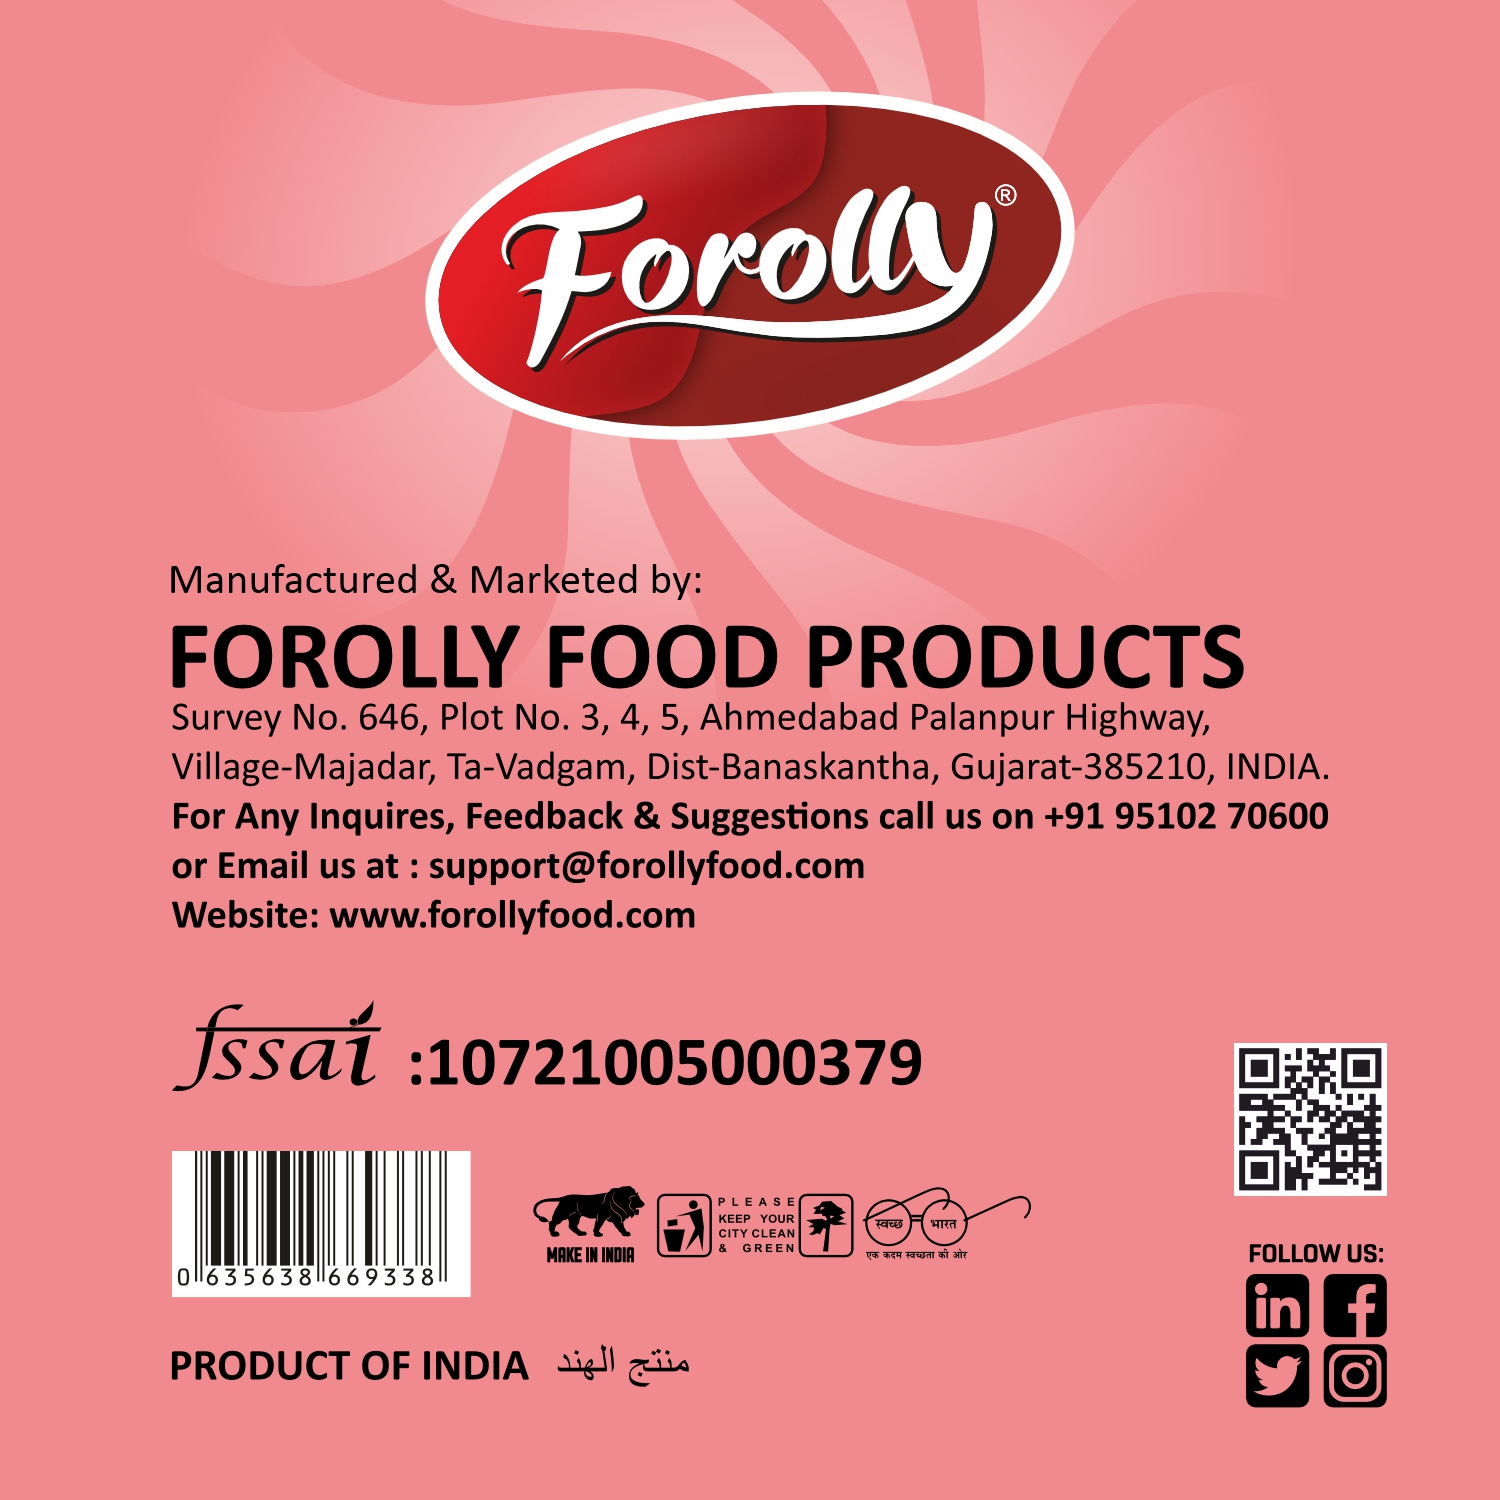 Forolly®
Manufactured & Marketed by:
FOROLLY FOOD PRODUCTS
Survey No. 646, Plot No. 3, 4, 5, Ahmedabad Palanpur Highway,
Village-Majadar, Ta-Vadgam, Dist-Banaskantha, Gujarat-385210, INDIA.
For Any Inquires, Feedback & Suggestions call us on +91 95102 70600
or Email us at : support@forollyfood.com
Website: www.forollyfood.com
fssai :10721005000379
0 635638 669338
MAKE IN INDIA
PLEASE
KEEP YOUR
CITY CLEAN
& GREEN
स्वच्छ भारत
एक कदम स्वच्छता की ओर
FOLLOW US:
in f
PRODUCT OF INDIA منتج الهند